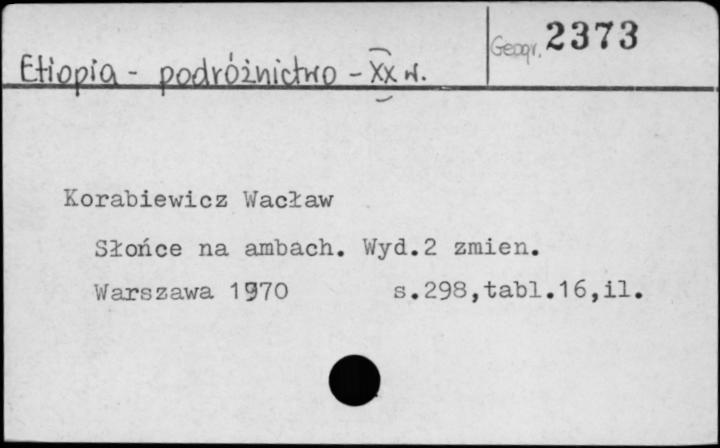 Etiopia - podróżnictwo - XX w.
Geogr. 2373
Korabiewicz Wacław
Słońce na ambach. Wyd.2 zmien.
Warszawa 1970 s.298,tabl.16,il.